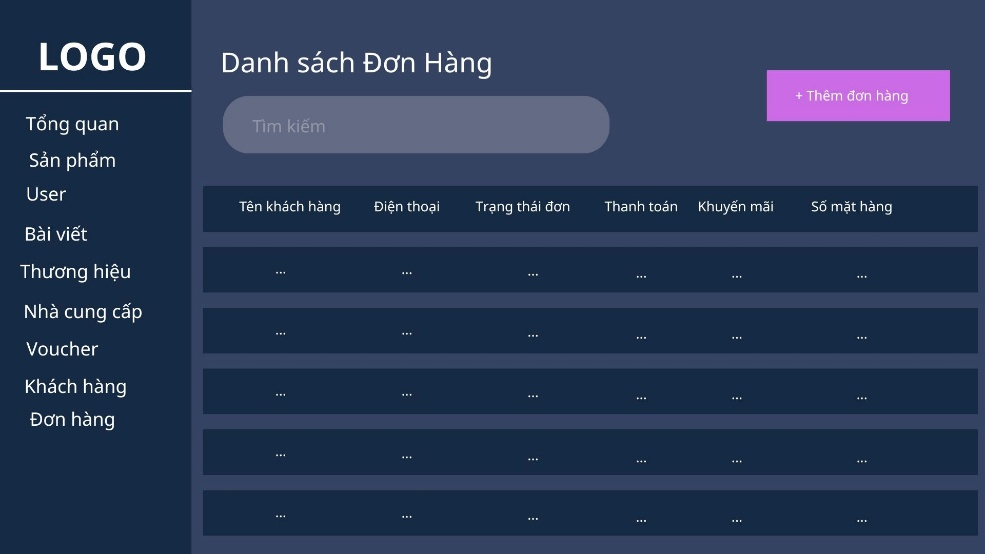 LOGO
Tổng quan
Sản phẩm
User
Bài viết
Thương hiệu
Nhà cung cấp
Voucher
Khách hàng
Đơn hàng
Danh sách Đơn Hàng
+ Thêm đơn hàng
Tìm kiếm
Tên khách hàng Điện thoại Trạng thái đơn Thanh toán Khuyến mãi Số mặt hàng
... ... ... ... ... ...
... ... ... ... ... ...
... ... ... ... ... ...
... ... ... ... ... ...
... ... ... ... ... ...